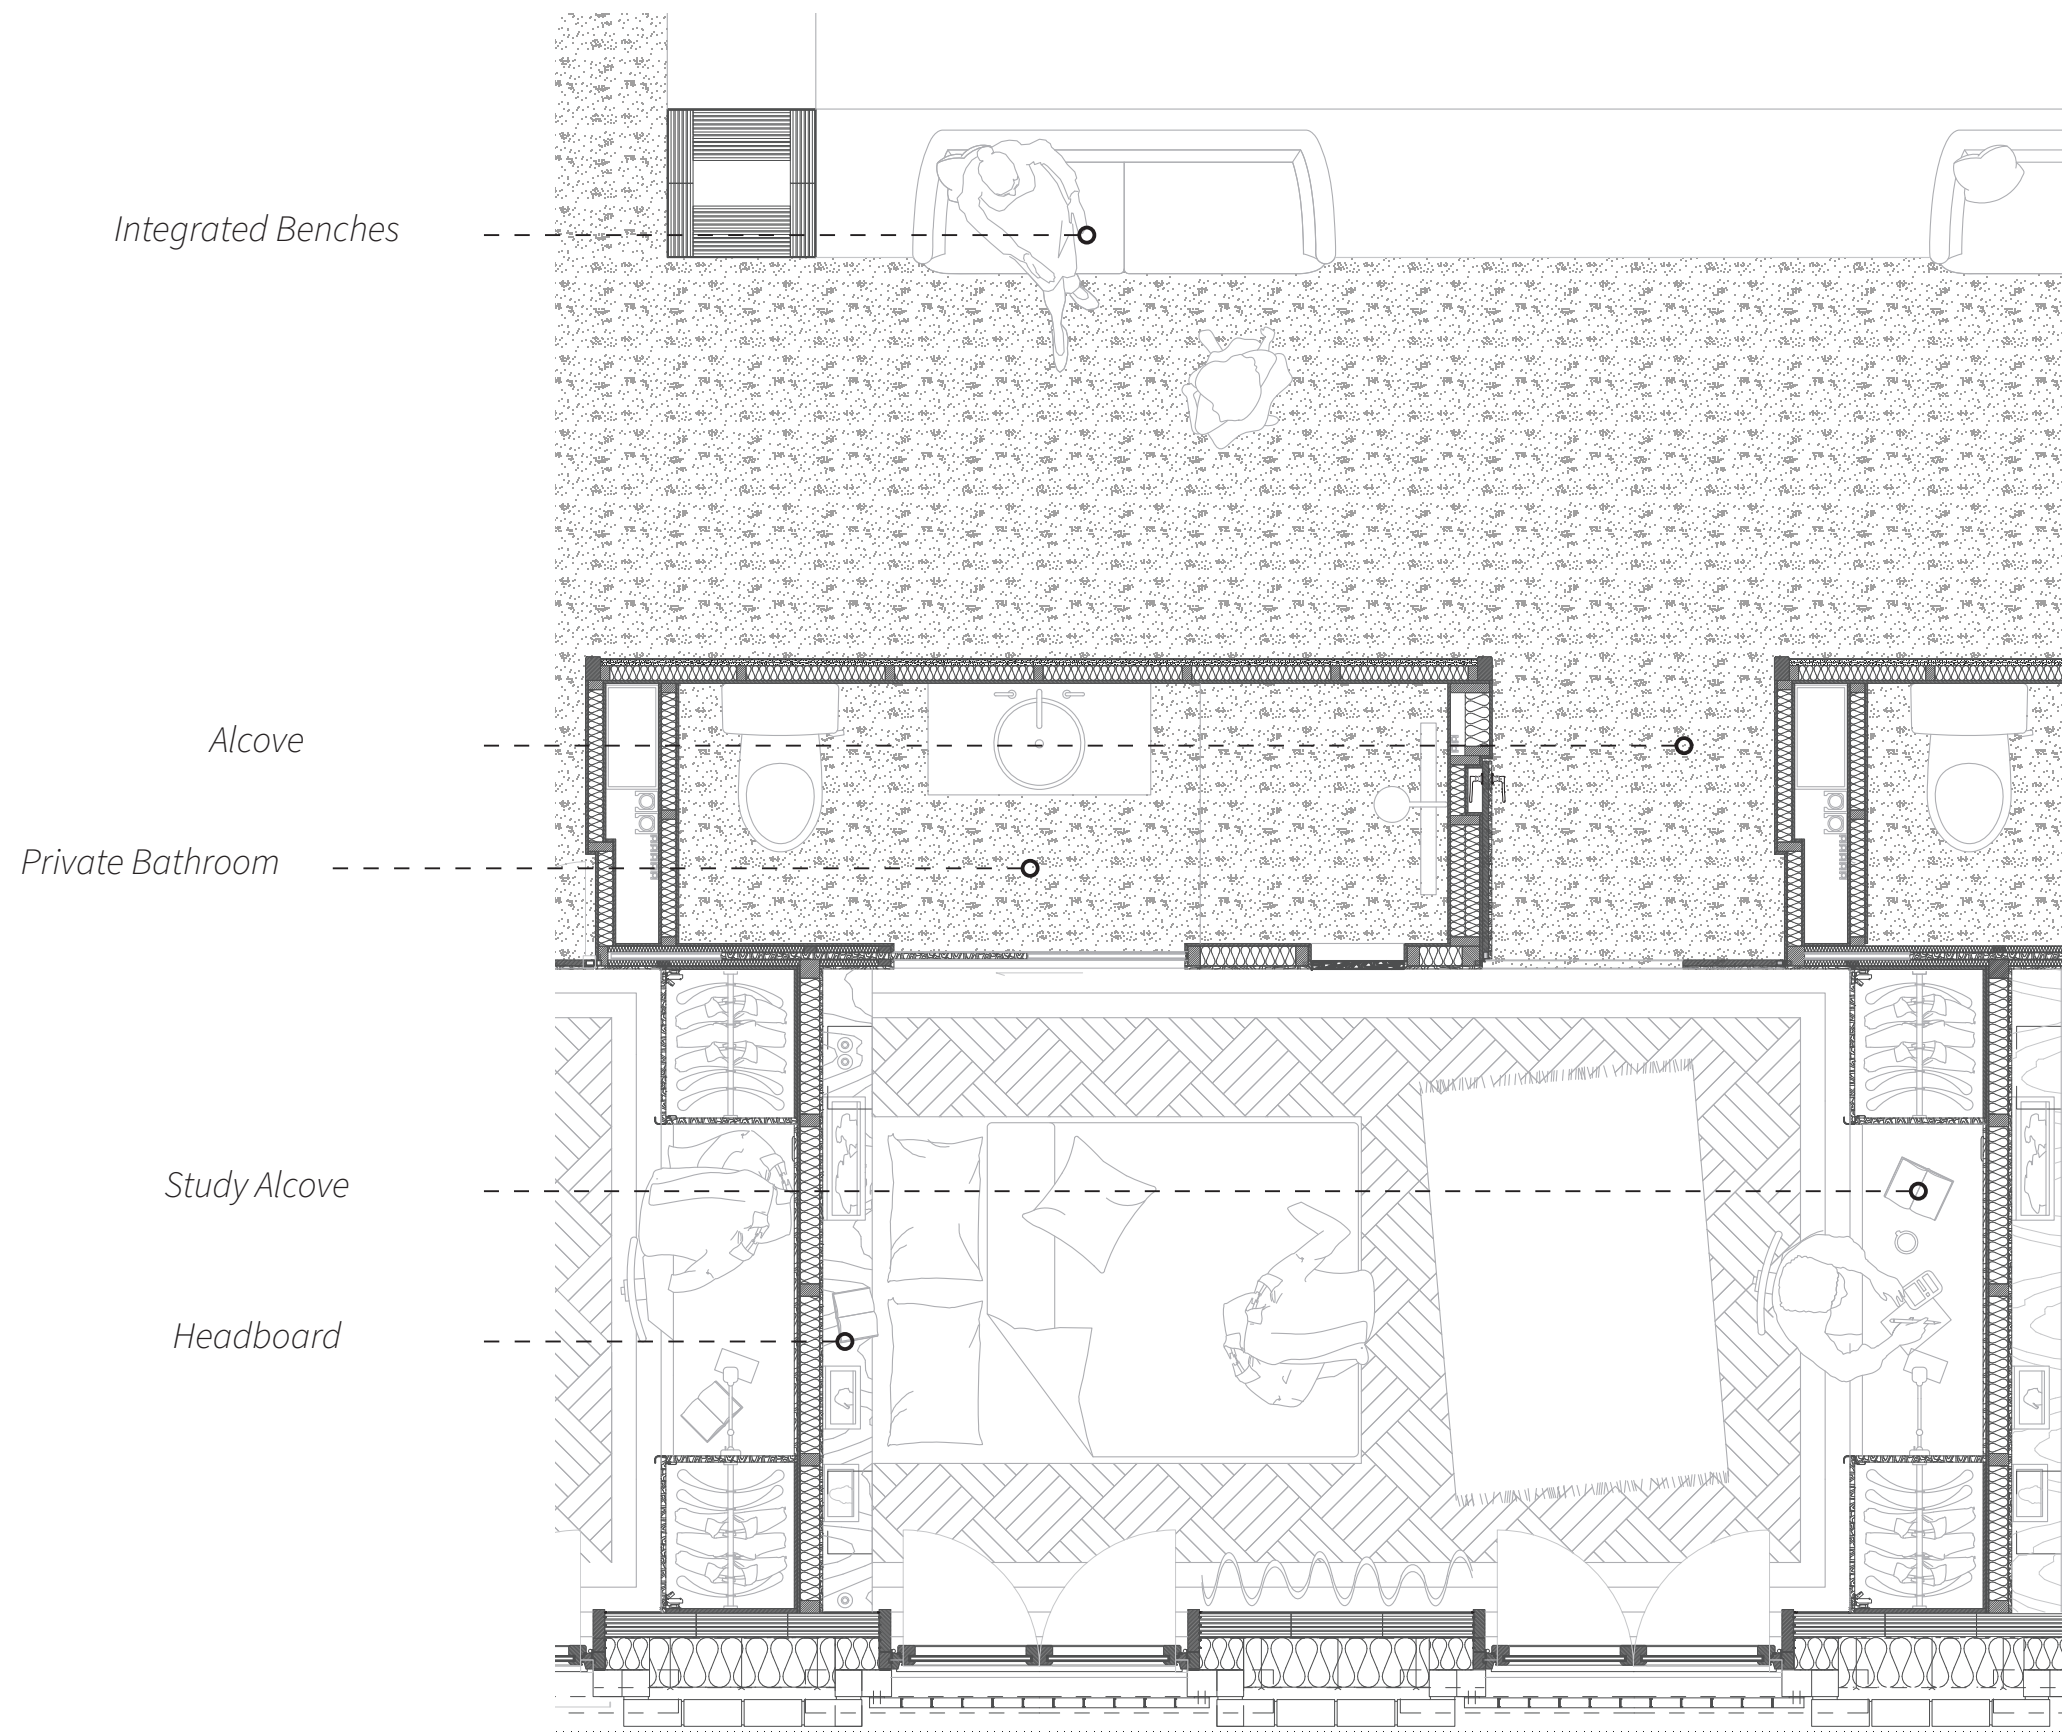 Integrated Benches
Alcove
Private Bathroom
Study Alcove
Headboard